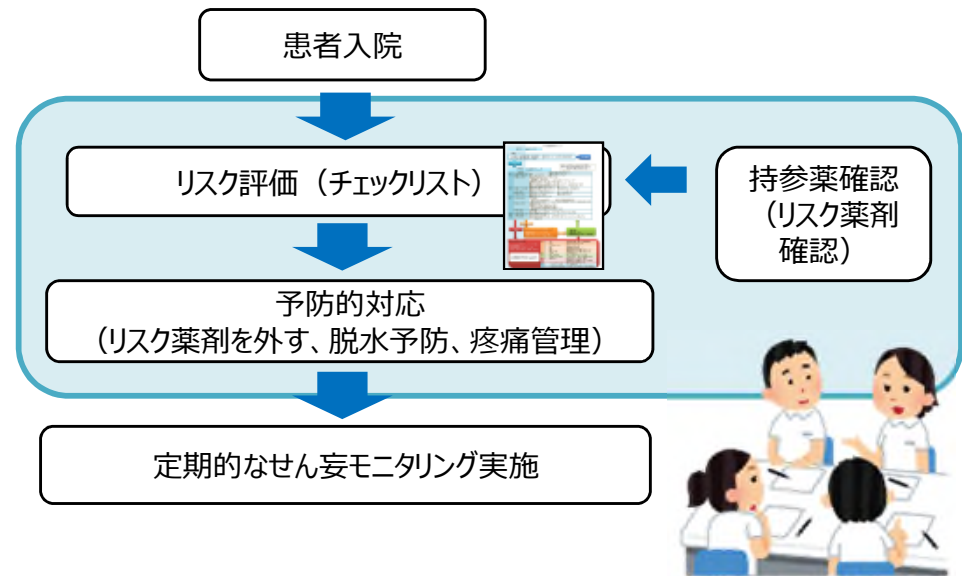 患者入院
リスク評価（チェックリスト）
持参薬確認
（リスク薬剤
確認）
予防的対応
（リスク薬剤を外す、脱水予防、疼痛管理）
定期的なせん妄モニタリング実施